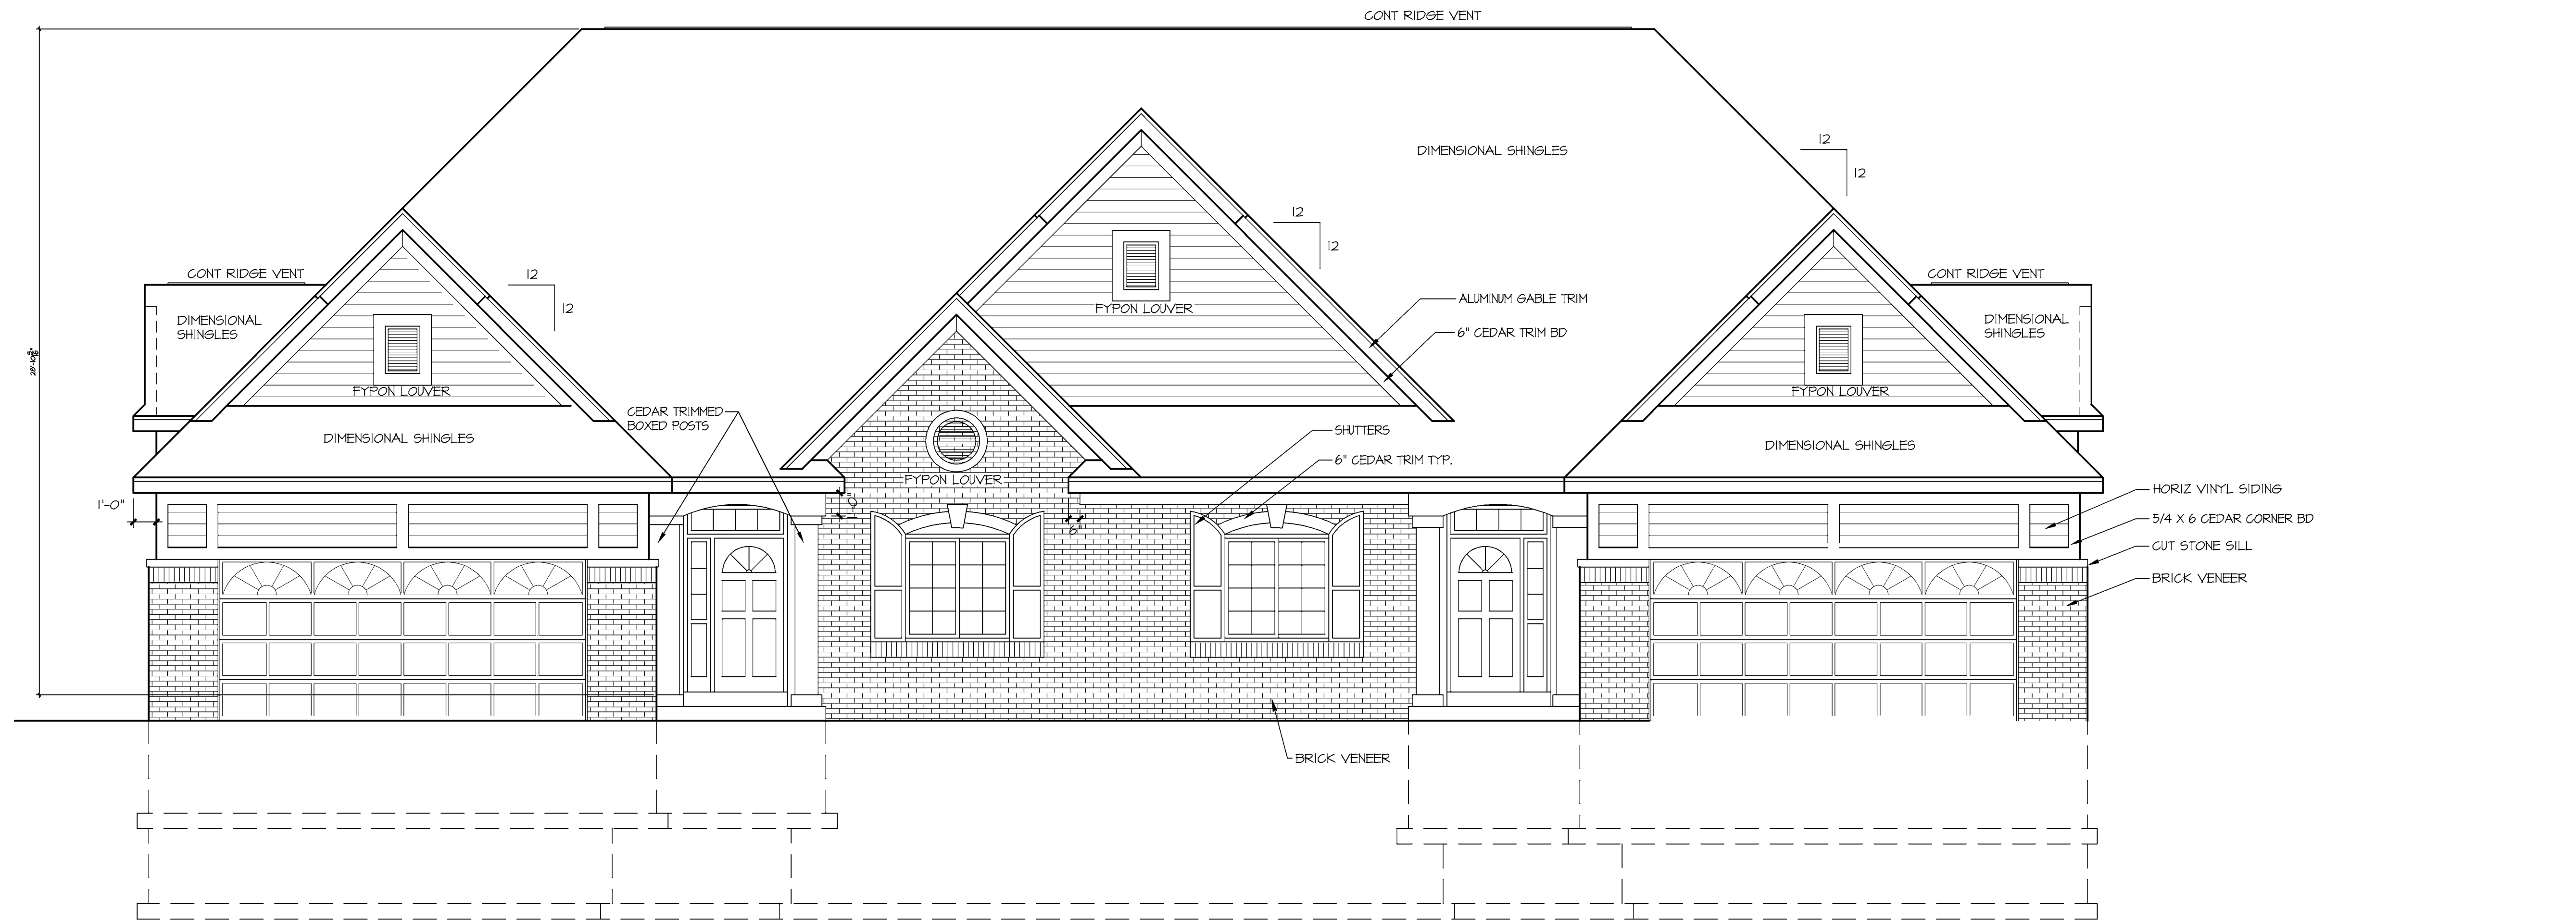 CONT RIDGE VENT
12
12
DIMENSIONAL SHINGLES
12
12
CONT RIDGE VENT
12
12
CONT RIDGE VENT
ALUMINUM GABLE TRIM
FYPON LOUVER
DIMENSIONAL
SHINGLES
DIMENSIONAL
SHINGLES
6" CEDAR TRIM BD
FYPON LOUVER
FYPON LOUVER
CEDAR TRIMMED
BOXED POSTS
SHUTTERS
DIMENSIONAL SHINGLES
DIMENSIONAL SHINGLES
6" CEDAR TRIM TYP.
FYPON LOUVER
HORIZ VINYL SIDING
1'-0"
5/4 X 6 CEDAR CORNER BD
6"
CUT STONE SILL
BRICK VENEER
BRICK VENEER